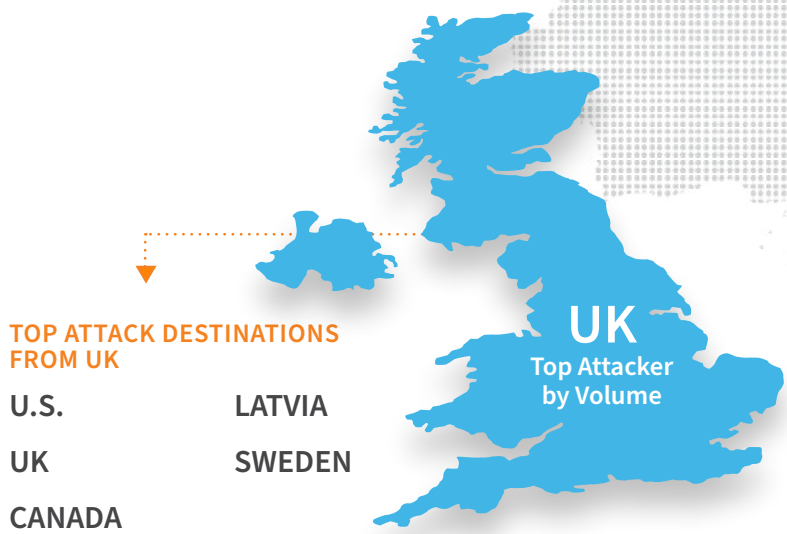 UK
Top Attacker
by Volume
TOP ATTACK DESTINATIONS
FROM UK
U.S.
UK
CANADA
LATVIA
SWEDEN